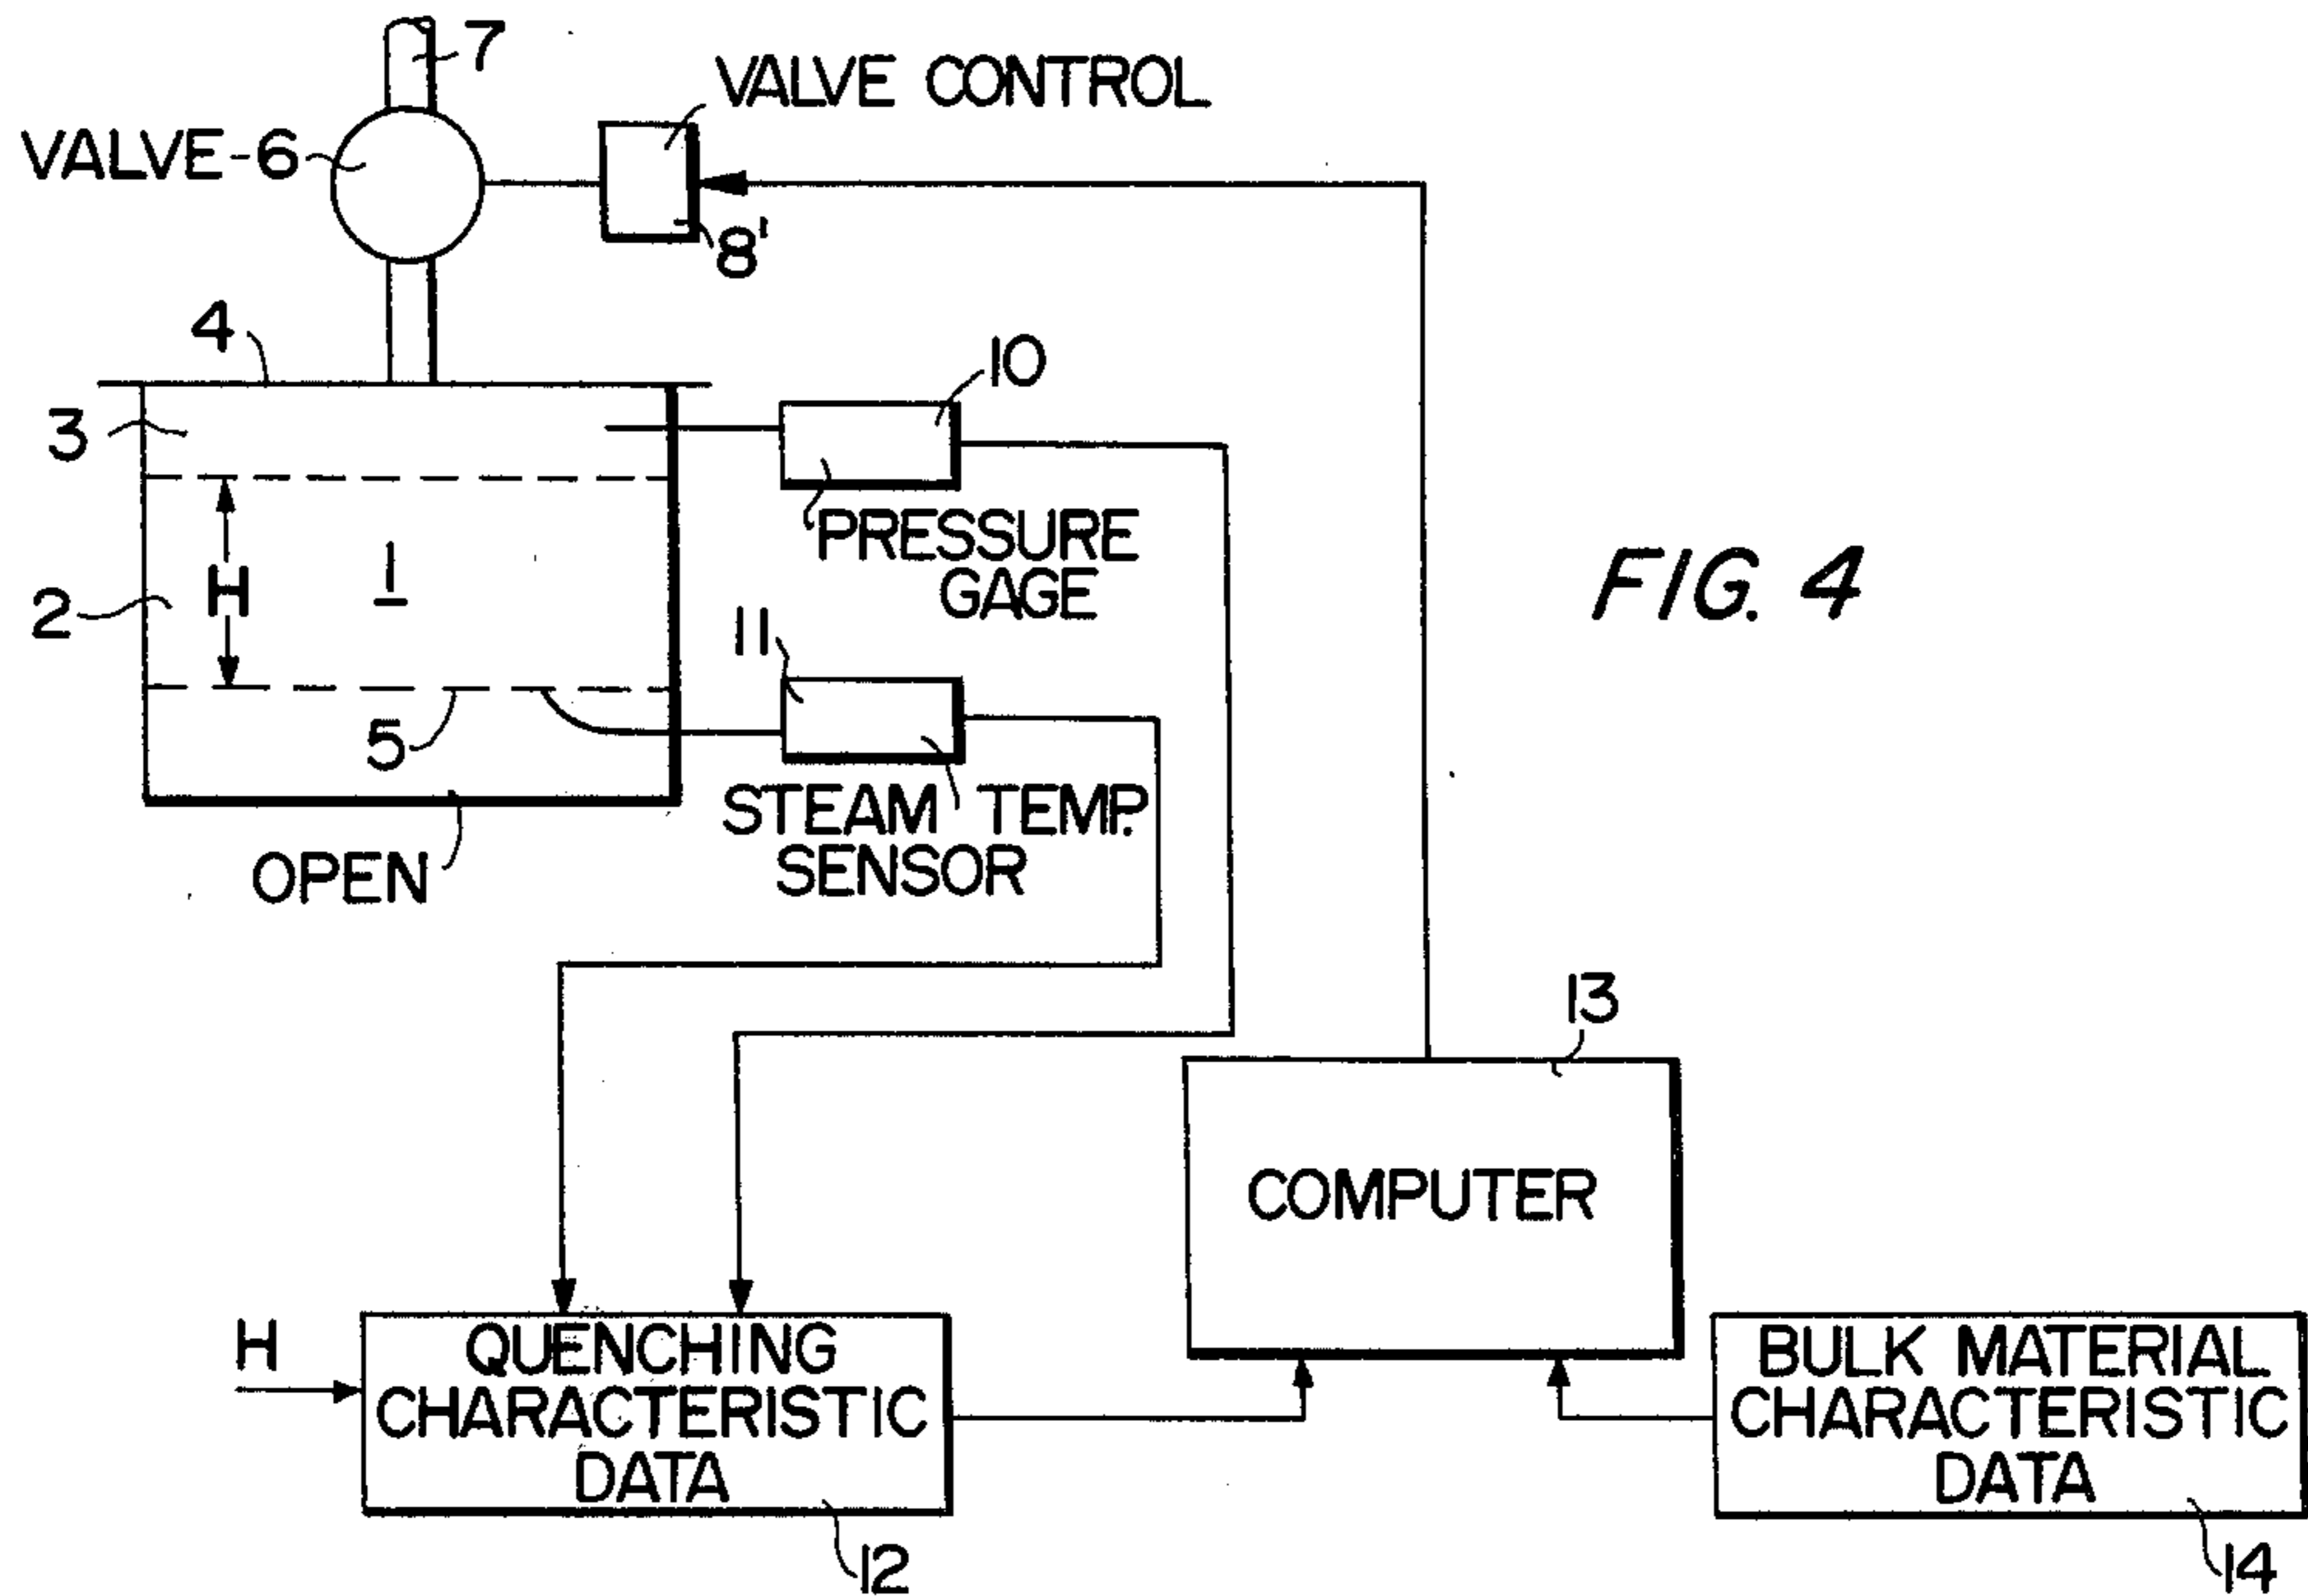 7
VALVE CONTROL
VALVE-6
8'
4
10
3
PRESSURE
GAGE
1
H
2
FIG. 4
11
5
STEAM TEMP.
SENSOR
OPEN
13
COMPUTER
H
QUENCHING
CHARACTERISTIC
DATA
BULK MATERIAL
CHARACTERISTIC
DATA
12
14